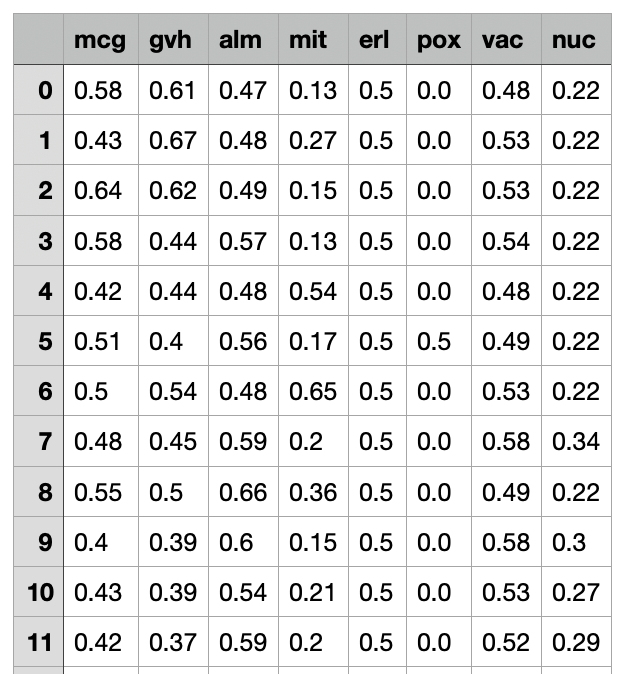 mcg gvh alm mit erl pox vac nuc
0 0.58 0.61 0.47 0.13 0.5 0.0 0.48 0.22
1 0.43 0.67 0.48 0.27 0.5 0.0 0.53 0.22
2 0.64 0.62 0.49 0.15 0.5 0.0 0.53 0.22
3 0.58 0.44 0.57 0.13 0.5 0.0 0.54 0.22
4 0.42 0.44 0.48 0.54 0.5 0.0 0.48 0.22
5 0.51 0.4 0.56 0.17 0.5 0.5 0.49 0.22
6 0.5 0.54 0.48 0.65 0.5 0.0 0.53 0.22
7 0.48 0.45 0.59 0.2 0.5 0.0 0.58 0.34
8 0.55 0.5 0.66 0.36 0.5 0.0 0.49 0.22
9 0.4 0.39 0.6 0.15 0.5 0.0 0.58 0.3
10 0.43 0.39 0.54 0.21 0.5 0.0 0.53 0.27
11 0.42 0.37 0.59 0.2 0.5 0.0 0.52 0.29